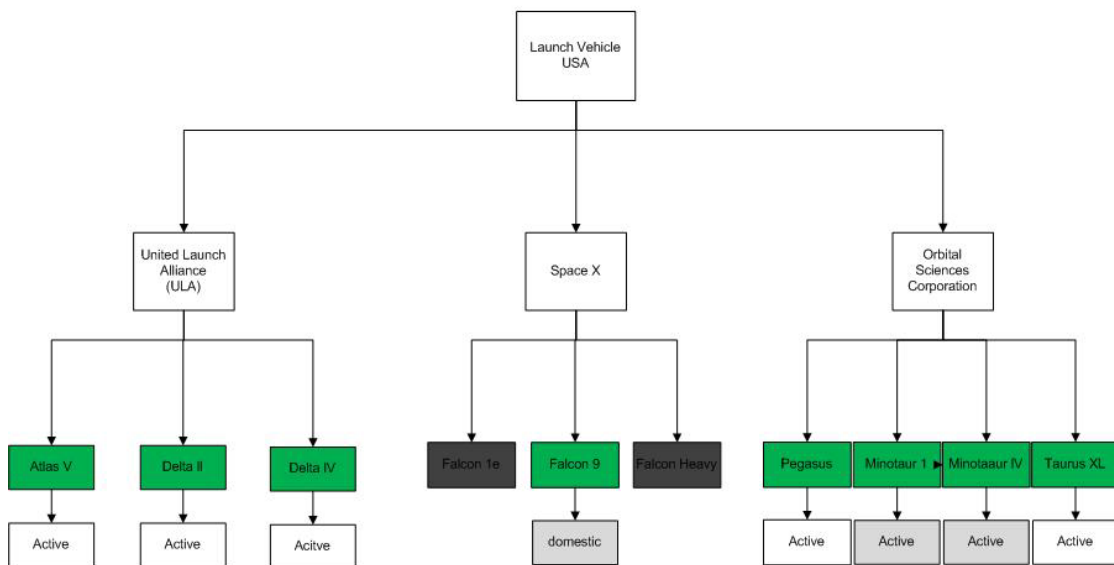 Launch Vehicle
USA
United Launch
Alliance
(ULA)
Space X
Orbital
Sciences
Corporation
Atlas V
Delta II
Delta IV
Falcon 1e
Falcon 9
Falcon Heavy
Pegasus
Minotaur 1
Minotaaur IV
Taurus XL
Active
Active
Acitve
domestic
Active
Active
Active
Active